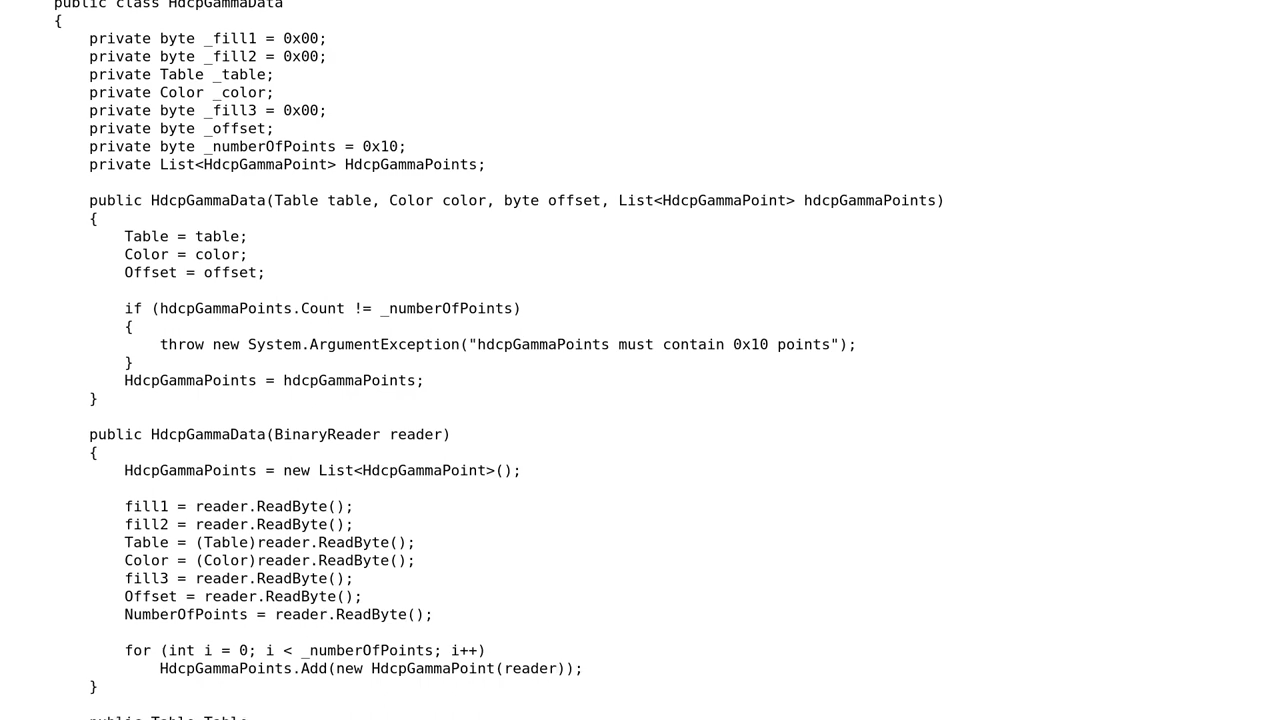 public class HdcpGammaData
{
    private byte _fill1 = 0x00;
    private byte _fill2 = 0x00;
    private Table _table;
    private Color _color;
    private byte _fill3 = 0x00;
    private byte _offset;
    private byte _numberOfPoints = 0x10;
    private List<HdcpGammaPoint> HdcpGammaPoints;

    public HdcpGammaData(Table table, Color color, byte offset, List<HdcpGammaPoint> hdcpGammaPoints)
    {
        Table = table;
        Color = color;
        Offset = offset;

        if (hdcpGammaPoints.Count != _numberOfPoints)
        {
            throw new System.ArgumentException("hdcpGammaPoints must contain 0x10 points");
        }
        HdcpGammaPoints = hdcpGammaPoints;
    }

    public HdcpGammaData(BinaryReader reader)
    {
        HdcpGammaPoints = new List<HdcpGammaPoint>();

        fill1 = reader.ReadByte();
        fill2 = reader.ReadByte();
        Table = (Table)reader.ReadByte();
        Color = (Color)reader.ReadByte();
        fill3 = reader.ReadByte();
        Offset = reader.ReadByte();
        NumberOfPoints = reader.ReadByte();

        for (int i = 0; i < _numberOfPoints; i++)
            HdcpGammaPoints.Add(new HdcpGammaPoint(reader));
    }

    public Table Table